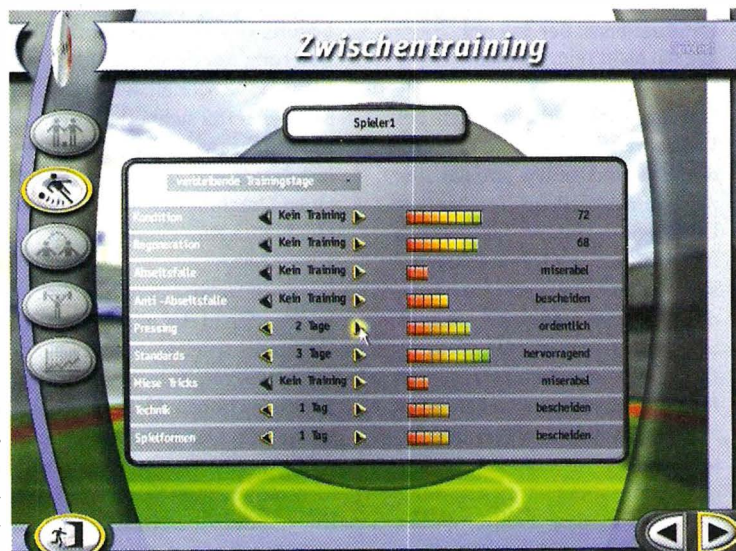 Zwischentraining
Spieler1
verbleibende Trainingstage -
Kondition Kein Training 72
Regeneration Kein Training 68
Abseitsfalle Kein Training miserabel
Anti-Abseitsfalle Kein Training bescheiden
Pressing 2 Tage ordentlich
Standards 3 Tage hervorragend
Miese Tricks Kein Training miserabel
Technik 1 Tag bescheiden
Spielformen 1 Tag bescheiden